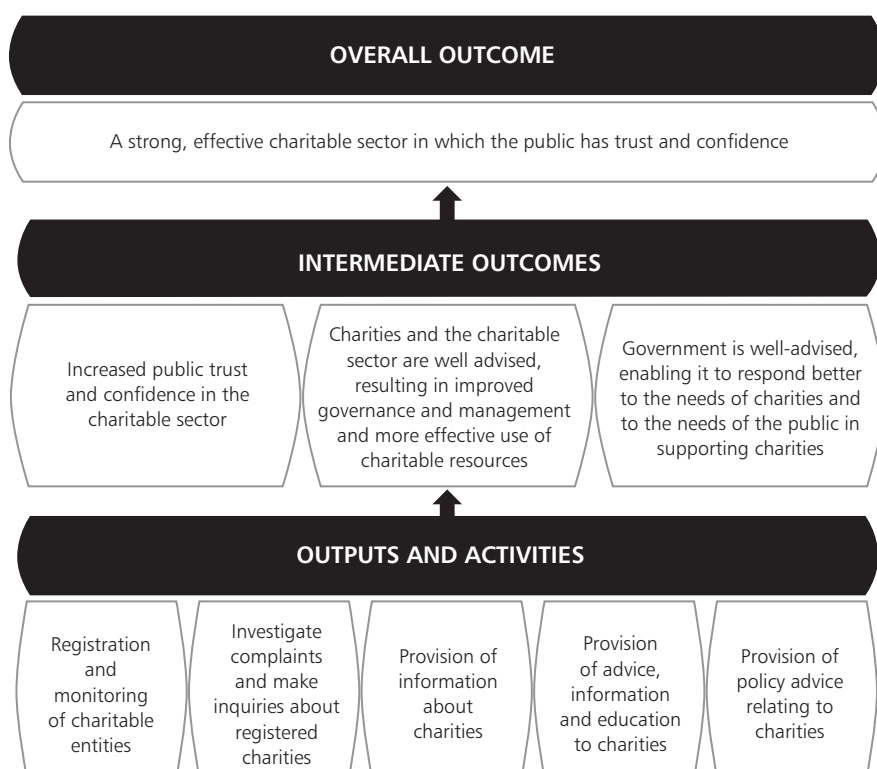 OVERALL OUTCOME
A strong, effective charitable sector in which the public has trust and confidence
INTERMEDIATE OUTCOMES
Increased public trust
and confidence in the
charitable sector
Charities and the charitable
sector are well advised,
resulting in improved
governance and management
and more effective use of
charitable resources
Government is well-advised,
enabling it to respond better
to the needs of charities and
to the needs of the public in
supporting charities
OUTPUTS AND ACTIVITIES
Registration
and
monitoring
of charitable
entities
Investigate
complaints
and make
inquiries about
registered
charities
Provision of
information
about
charities
Provision
of advice,
information
and education
to charities
Provision of
policy advice
relating to
charities